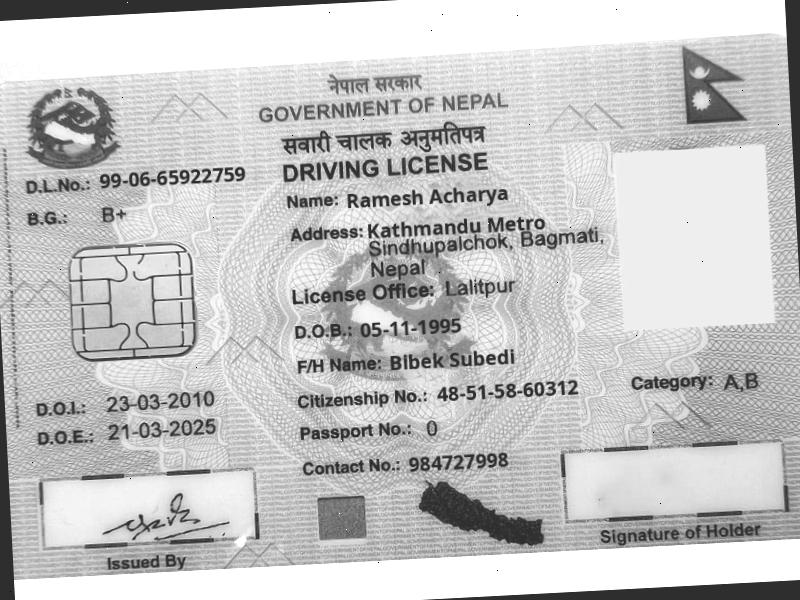 नेपाल सरकार
GOVERNMENT OF NEPAL
सवारी चालक अनुमतिपत्र
DRIVING LICENSE
D.L.No.: 99-06-65922759
B.G.: B+
Name: Ramesh Acharya
Address: Kathmandu Metro
Sindhupalchok, Bagmati,
Nepal
License Office: Lalitpur
D.O.B.: 05-11-1995
F/H Name: Bibek Subedi
Citizenship No.: 48-51-58-60312
Category: A,B
D.O.I.: 23-03-2010
D.O.E.: 21-03-2025
Passport No.: 0
Contact No.: 984727998
Issued By
Signature of Holder